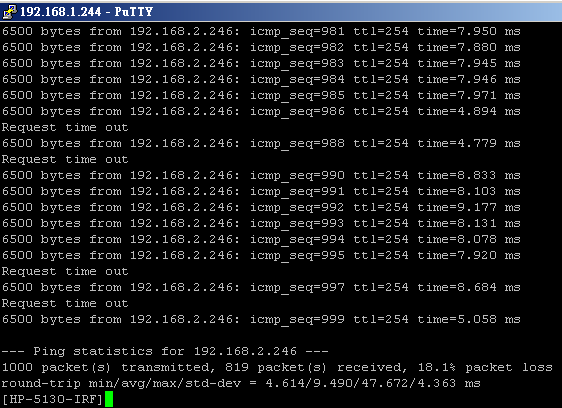 192.168.1.244 - PuTTY
6500 bytes from 192.168.2.246: icmp_seq=981 ttl=254 time=7.950 ms
6500 bytes from 192.168.2.246: icmp_seq=982 ttl=254 time=7.880 ms
6500 bytes from 192.168.2.246: icmp_seq=983 ttl=254 time=7.945 ms
6500 bytes from 192.168.2.246: icmp_seq=984 ttl=254 time=7.946 ms
6500 bytes from 192.168.2.246: icmp_seq=985 ttl=254 time=7.971 ms
6500 bytes from 192.168.2.246: icmp_seq=986 ttl=254 time=4.894 ms
Request time out
6500 bytes from 192.168.2.246: icmp_seq=988 ttl=254 time=4.779 ms
Request time out
6500 bytes from 192.168.2.246: icmp_seq=990 ttl=254 time=8.833 ms
6500 bytes from 192.168.2.246: icmp_seq=991 ttl=254 time=8.103 ms
6500 bytes from 192.168.2.246: icmp_seq=992 ttl=254 time=9.177 ms
6500 bytes from 192.168.2.246: icmp_seq=993 ttl=254 time=8.131 ms
6500 bytes from 192.168.2.246: icmp_seq=994 ttl=254 time=8.078 ms
6500 bytes from 192.168.2.246: icmp_seq=995 ttl=254 time=7.920 ms
Request time out
6500 bytes from 192.168.2.246: icmp_seq=997 ttl=254 time=8.684 ms
Request time out
6500 bytes from 192.168.2.246: icmp_seq=999 ttl=254 time=5.058 ms
--- Ping statistics for 192.168.2.246 ---
1000 packet(s) transmitted, 819 packet(s) received, 18.1% packet loss
round-trip min/avg/max/std-dev = 4.614/9.490/47.672/4.363 ms
[HP-5130-IRF]